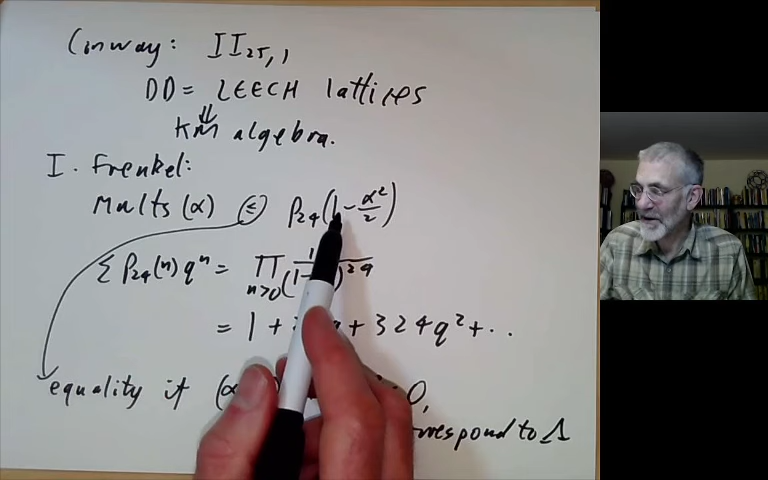 Conway: II₂₅,₁
DD = LEECH lattices
⇓
KM algebra.
I. Frenkel:
Mults (α) ≤ P₂₄(1 - α²/2)
Σ P₂₄(n) qⁿ = ∏ n>0 1/(1- )²⁴
= 1 + + 324q² + ..
equality if (α 0,
correspond to Λ